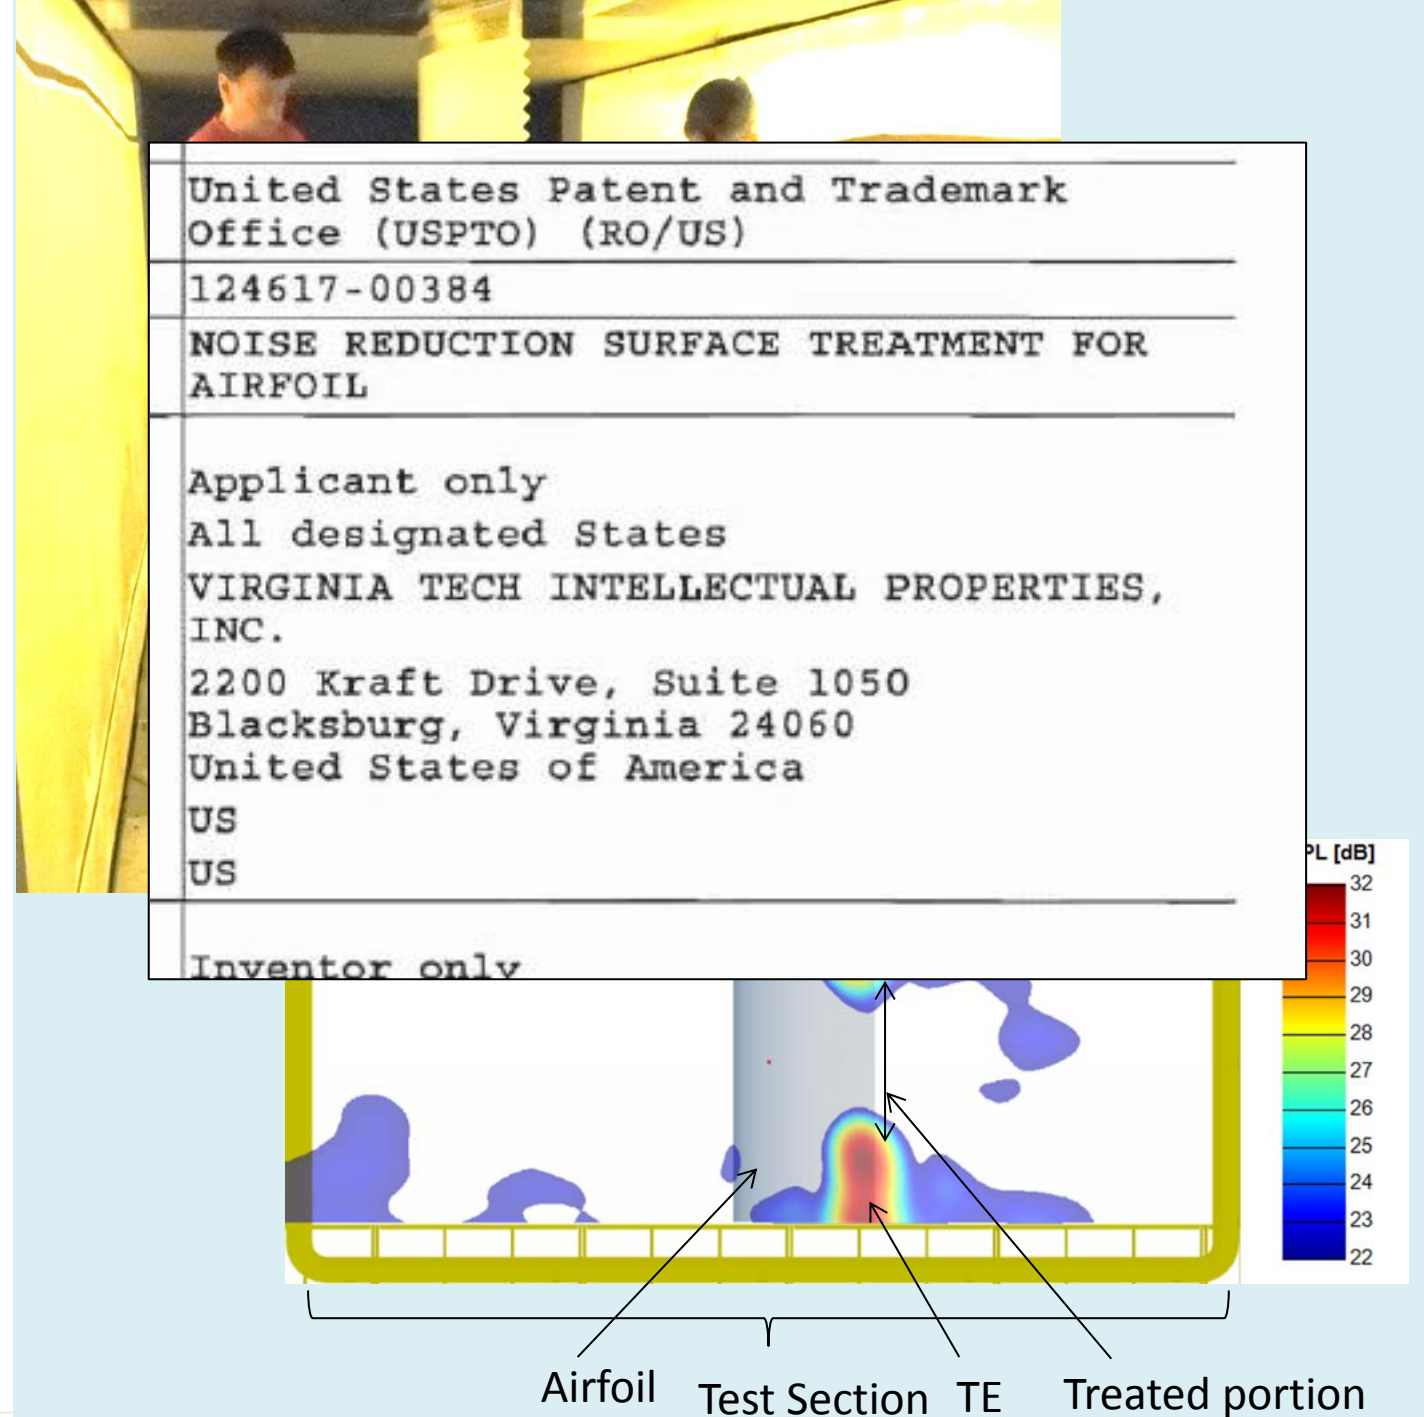 United States Patent and Trademark
Office (USPTO) (RO/US)
124617-00384
NOISE REDUCTION SURFACE TREATMENT FOR
AIRFOIL
Applicant only
All designated States
VIRGINIA TECH INTELLECTUAL PROPERTIES,
INC.
2200 Kraft Drive, Suite 1050
Blacksburg, Virginia 24060
United States of America
US
US
Inventor only
PL [dB]
32
31
30
29
28
27
26
25
24
23
22
Airfoil
Test Section
TE
Treated portion